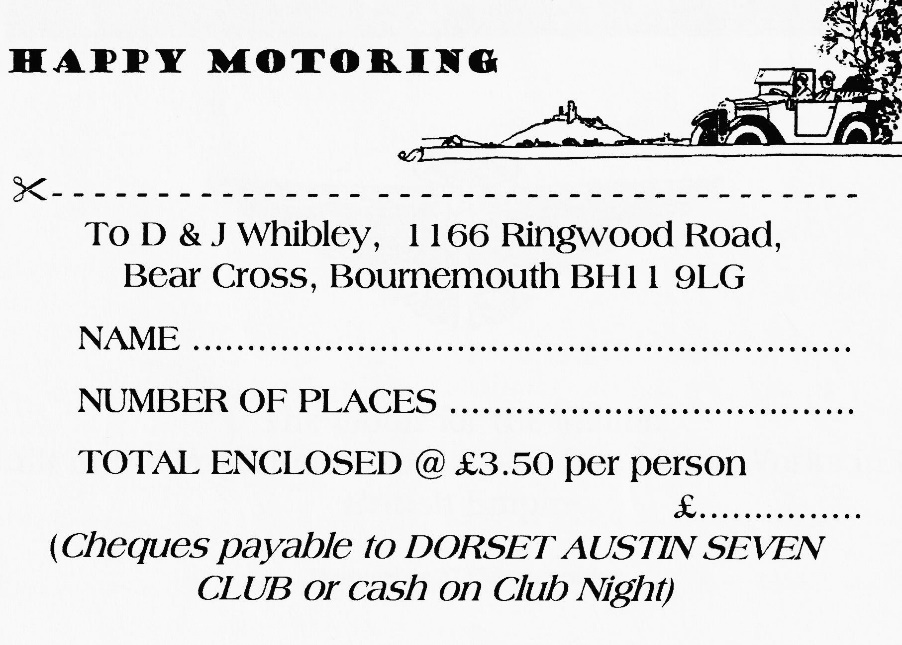 HAPPY MOTORING
To D & J Whibley, 1166 Ringwood Road,
Bear Cross, Bournemouth BH11 9LG
NAME ............................................................
NUMBER OF PLACES .....................................
TOTAL ENCLOSED @ £3.50 per person
£...............
(Cheques payable to DORSET AUSTIN SEVEN
CLUB or cash on Club Night)